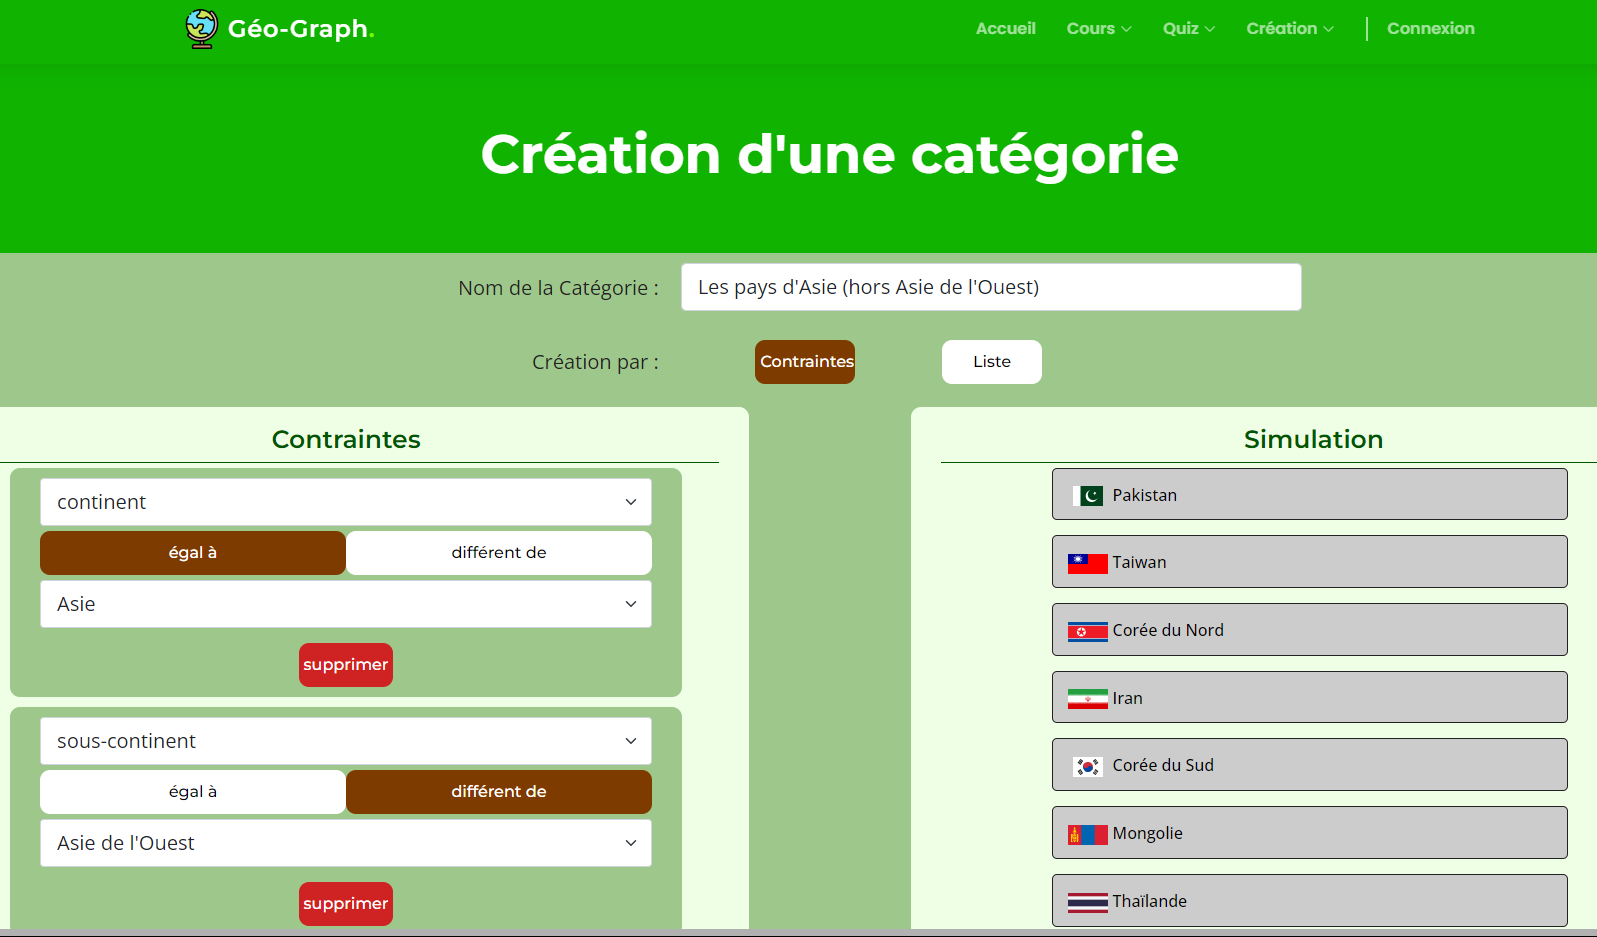 Géo-Graph.
Accueil
Cours
Quiz
Création
Connexion
Création d'une catégorie
Nom de la Catégorie :
Les pays d'Asie (hors Asie de l'Ouest)
Création par :
Contraintes
Liste
Contraintes
continent
égal à
différent de
Asie
supprimer
sous-continent
égal à
différent de
Asie de l'Ouest
supprimer
Simulation
Pakistan
Taiwan
Corée du Nord
Iran
Corée du Sud
Mongolie
Thaïlande